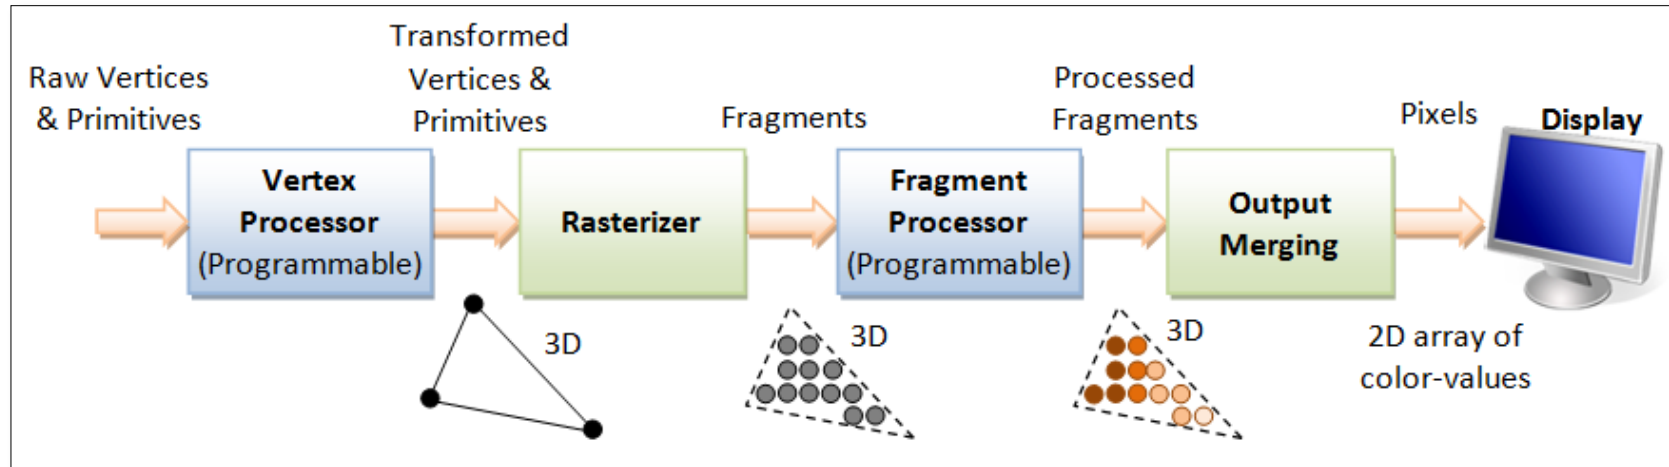 Raw Vertices
& Primitives
Transformed
Vertices &
Primitives
Fragments
Processed
Fragments
Pixels
Display
Vertex
Processor
(Programmable)
Rasterizer
Fragment
Processor
(Programmable)
Output
Merging
3D
3D
3D
2D array of
color-values